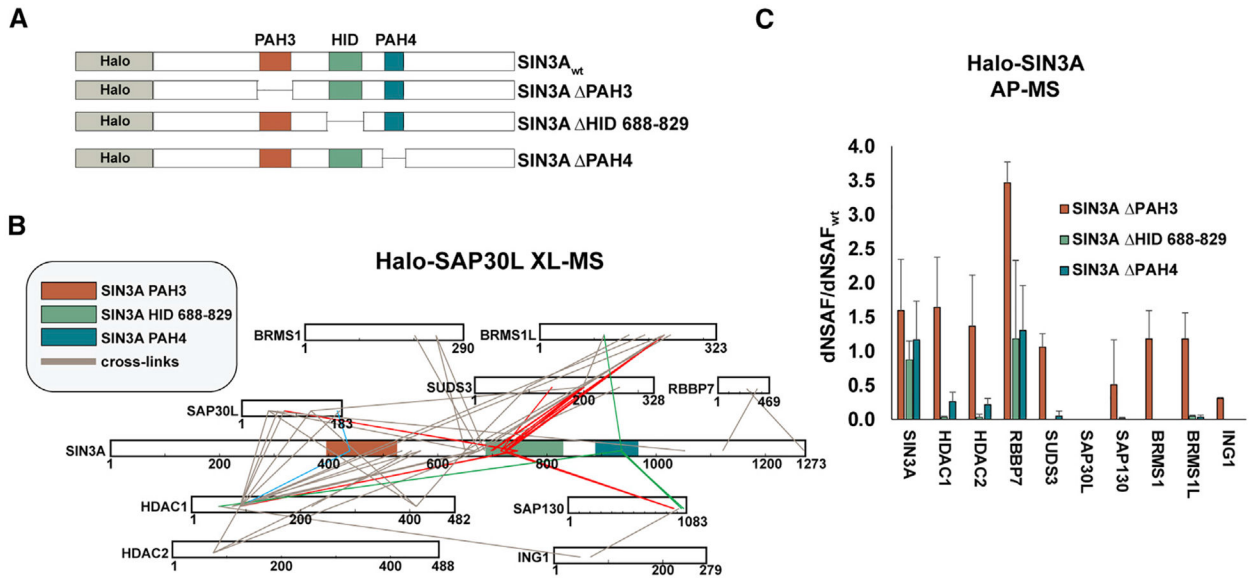 A
PAH3 HID PAH4
Halo SIN3Awt
Halo SIN3A ΔPAH3
Halo SIN3A ΔHID 688-829
Halo SIN3A ΔPAH4
B
Halo-SAP30L XL-MS
SIN3A PAH3
SIN3A HID 688-829
SIN3A PAH4
cross-links
BRMS1
1 290
BRMS1L
1 323
SUDS3
1 200 328
RBBP7
1 469
SAP30L
1 183
SIN3A
1 200 400 600 800 1000 1200 1273
HDAC1
1 200 400 482
SAP130
1 1083
HDAC2
1 200 400 488
ING1
1 200 279
C
Halo-SIN3A
AP-MS
dNSAF/dNSAFwt
4.0
3.5
3.0
2.5
2.0
1.5
1.0
0.5
0.0
SIN3A ΔPAH3
SIN3A ΔHID 688-829
SIN3A ΔPAH4
SIN3A
HDAC1
HDAC2
RBBP7
SUDS3
SAP30L
SAP130
BRMS1
BRMS1L
ING1